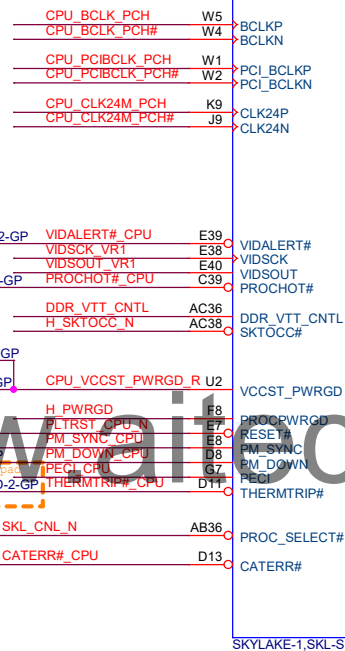 CPU_BCLK_PCH W5 BCLKP
CPU_BCLK_PCH# W4 BCLKN
CPU_PCIBCLK_PCH W1 PCI_BCLKP
CPU_PCIBCLK_PCH# W2 PCI_BCLKN
CPU_CLK24M_PCH K9 CLK24P
CPU_CLK24M_PCH# J9 CLK24N
2-GP VIDALERT#_CPU E39 VIDALERT#
VIDSCK_VR1 E38 VIDSCK
VIDSOUT_VR1 E40 VIDSOUT
-GP PROCHOT#_CPU C39 PROCHOT#
DDR_VTT_CNTL AC36 DDR_VTT_CNTL
H_SKTOCC_N AC38 SKTOCC#
GP
GP CPU_VCCST_PWRGD_R U2 VCCST_PWRGD
H_PWRGD F8 PROCPWRGD
PLTRST_CPU_N E7 RESET#
PM_SYNC_CPU E8 PM_SYNC
PM_DOWN_CPU D8 PM_DOWN
PECI_CPU G7 PECI
0-2-GP THERMTRIP#_CPU D11 THERMTRIP#
w.aitec
SKL_CNL_N AB36 PROC_SELECT#
CATERR#_CPU D13 CATERR#
SKYLAKE-1,SKL-S